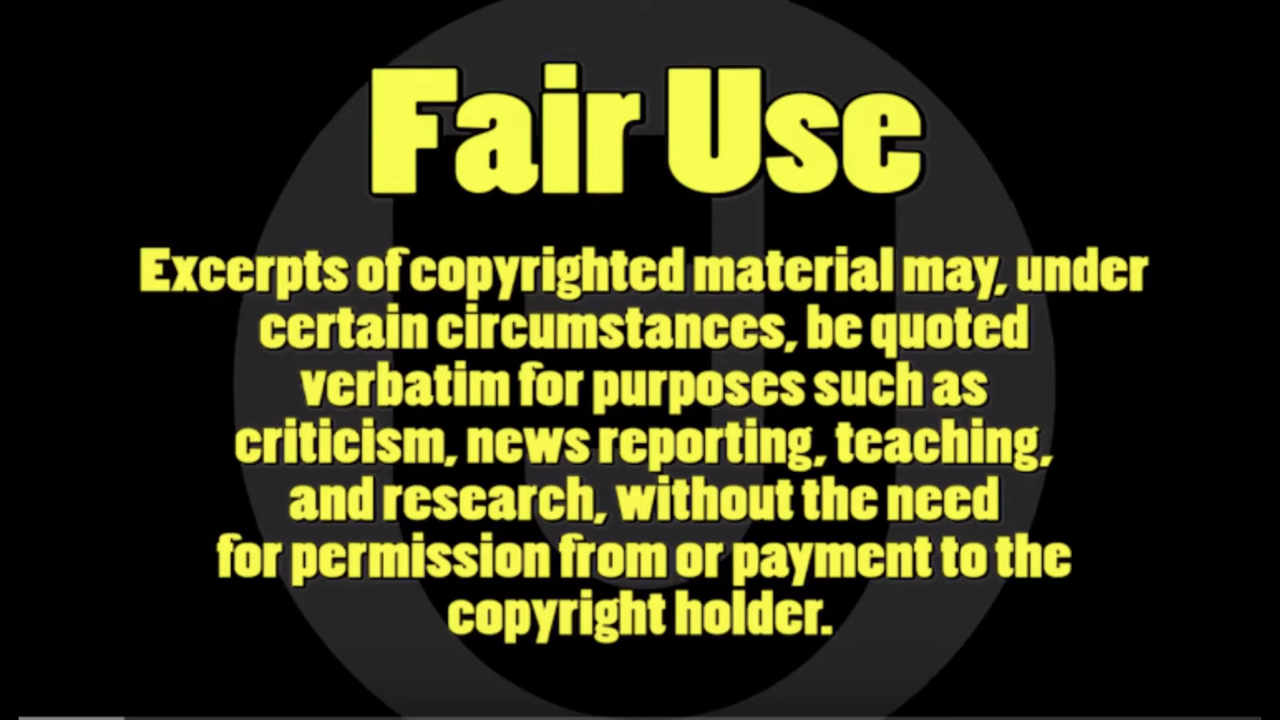 Fair Use
Excerpts of copyrighted material may, under
certain circumstances, be quoted
verbatim for purposes such as
criticism, news reporting, teaching,
and research, without the need
for permission from or payment to the
copyright holder.